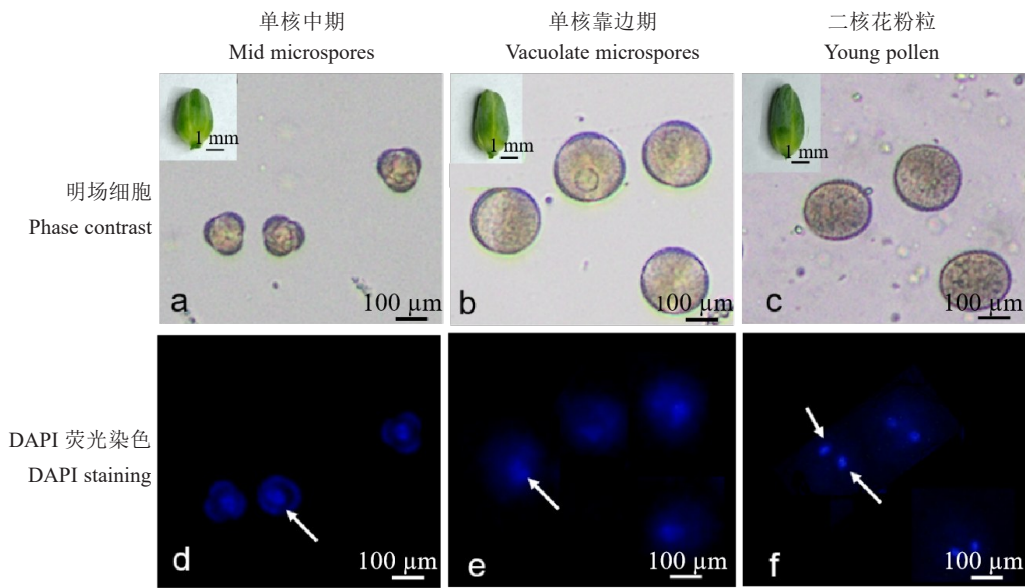 单核中期
Mid microspores
单核靠边期
Vacuolate microspores
二核花粉粒
Young pollen
明场细胞
Phase contrast
1 mm
a
100 μm
1 mm
b
100 μm
1 mm
c
100 μm
DAPI 荧光染色
DAPI staining
d
100 μm
e
100 μm
f
100 μm